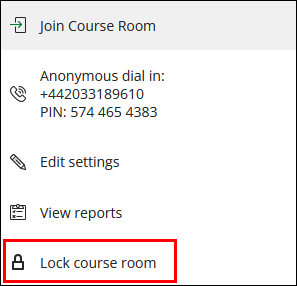 Join Course Room
Anonymous dial in:
+442033189610
PIN: 574 465 4383
Edit settings
View reports
Lock course room